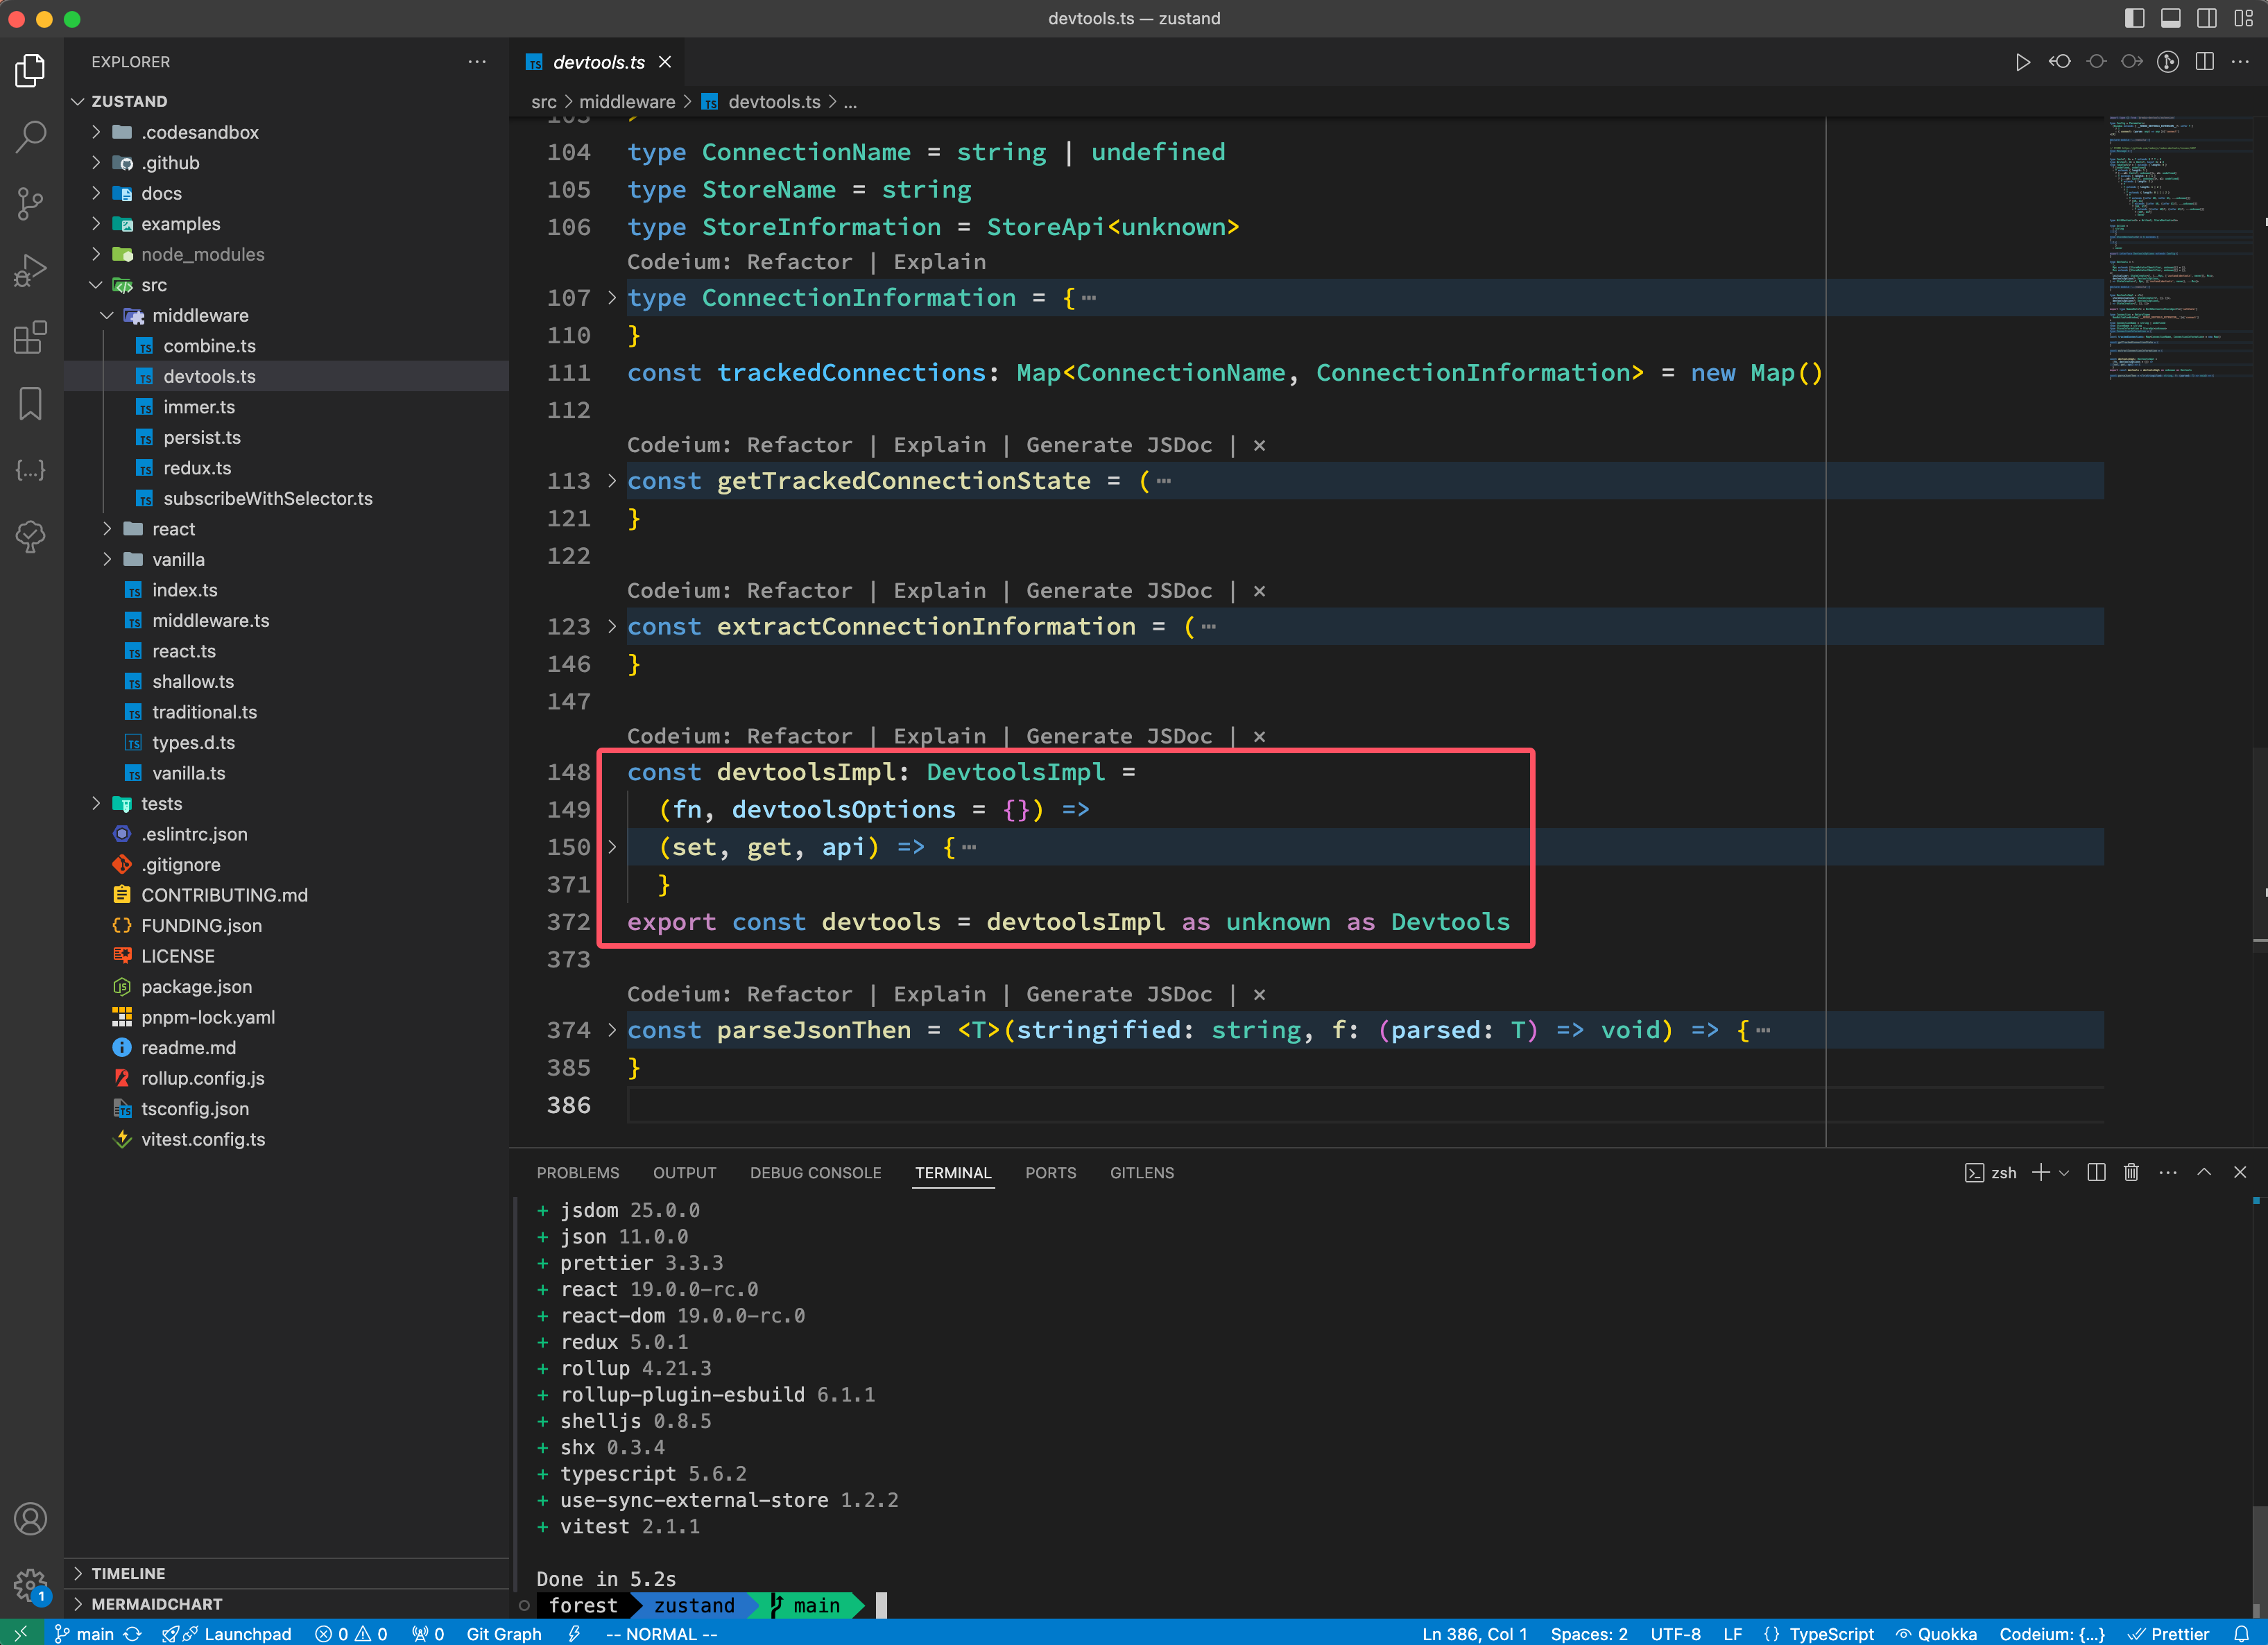 devtools.ts — zustand
EXPLORER
ZUSTAND
.codesandbox
.github
docs
examples
node_modules
src
middleware
combine.ts
devtools.ts
immer.ts
persist.ts
redux.ts
subscribeWithSelector.ts
react
vanilla
index.ts
middleware.ts
react.ts
shallow.ts
traditional.ts
types.d.ts
vanilla.ts
tests
.eslintrc.json
.gitignore
CONTRIBUTING.md
FUNDING.json
LICENSE
package.json
pnpm-lock.yaml
readme.md
rollup.config.js
tsconfig.json
vitest.config.ts
TIMELINE
MERMAIDCHART
1
TS devtools.ts
src > middleware > TS devtools.ts > ...
103 >
104 type ConnectionName = string | undefined
105 type StoreName = string
106 type StoreInformation = StoreApi<unknown>
Codeium: Refactor | Explain
107 type ConnectionInformation = {⋯
110 }
111 const trackedConnections: Map<ConnectionName, ConnectionInformation> = new Map()
112
Codeium: Refactor | Explain | Generate JSDoc | ×
113 const getTrackedConnectionState = (⋯
121 }
122
Codeium: Refactor | Explain | Generate JSDoc | ×
123 const extractConnectionInformation = (⋯
146 }
147
Codeium: Refactor | Explain | Generate JSDoc | ×
148 const devtoolsImpl: DevtoolsImpl =
149 (fn, devtoolsOptions = {}) =>
150 (set, get, api) => {⋯
371 }
372 export const devtools = devtoolsImpl as unknown as Devtools
373
Codeium: Refactor | Explain | Generate JSDoc | ×
374 const parseJsonThen = <T>(stringified: string, f: (parsed: T) => void) => {⋯
385 }
386
PROBLEMS OUTPUT DEBUG CONSOLE TERMINAL PORTS GITLENS
zsh
+ jsdom 25.0.0
+ json 11.0.0
+ prettier 3.3.3
+ react 19.0.0-rc.0
+ react-dom 19.0.0-rc.0
+ redux 5.0.1
+ rollup 4.21.3
+ rollup-plugin-esbuild 6.1.1
+ shelljs 0.8.5
+ shx 0.3.4
+ typescript 5.6.2
+ use-sync-external-store 1.2.2
+ vitest 2.1.1
Done in 5.2s
forest zustand main
main Launchpad 0 0 0 Git Graph -- NORMAL -- Ln 386, Col 1 Spaces: 2 UTF-8 LF {} TypeScript Quokka Codeium: {...} Prettier